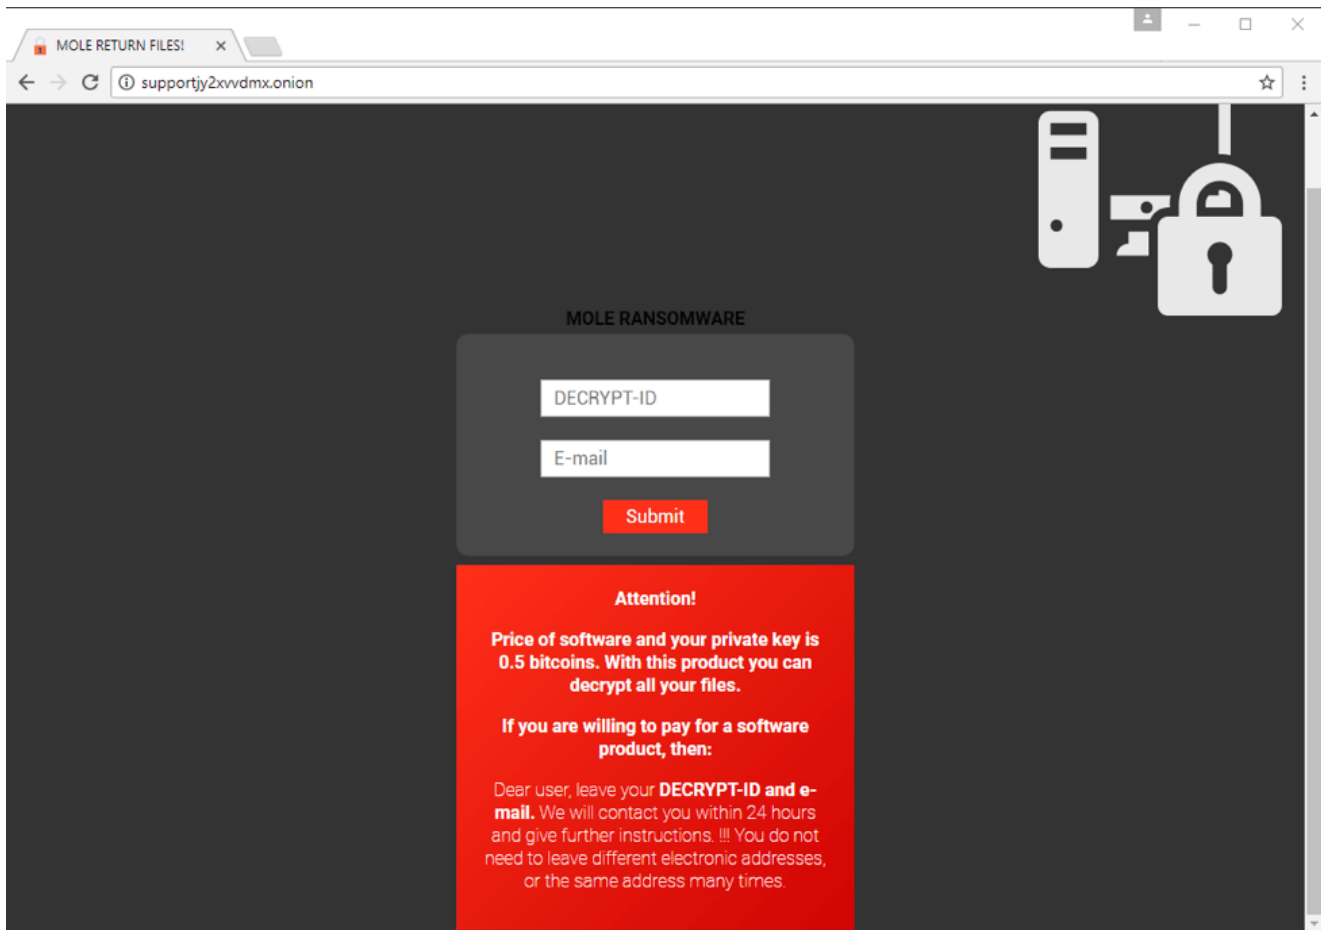 MOLE RETURN FILES!
supportjy2xvvdmx.onion
MOLE RANSOMWARE
DECRYPT-ID
E-mail
Submit
Attention!
Price of software and your private key is
0.5 bitcoins. With this product you can
decrypt all your files.
If you are willing to pay for a software
product, then:
Dear user, leave your DECRYPT-ID and e-
mail. We will contact you within 24 hours
and give further instructions. !!! You do not
need to leave different electronic addresses,
or the same address many times.